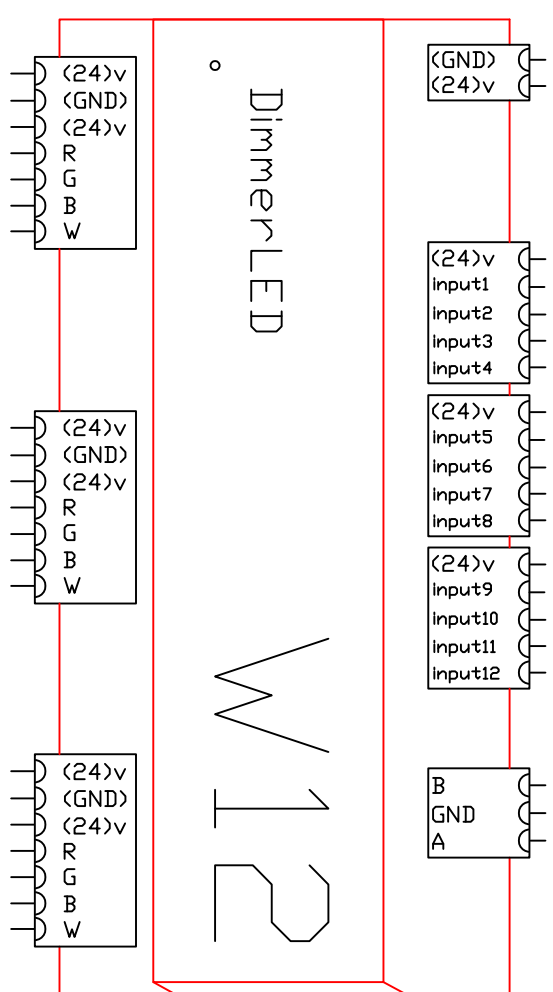 (24)v
(GND)
(24)v
R
G
B
W
(24)v
(GND)
(24)v
R
G
B
W
(24)v
(GND)
(24)v
R
G
B
W
DimmerLED
W12
(GND)
(24)v
(24)v
input1
input2
input3
input4
(24)v
input5
input6
input7
input8
(24)v
input9
input10
input11
input12
B
GND
A